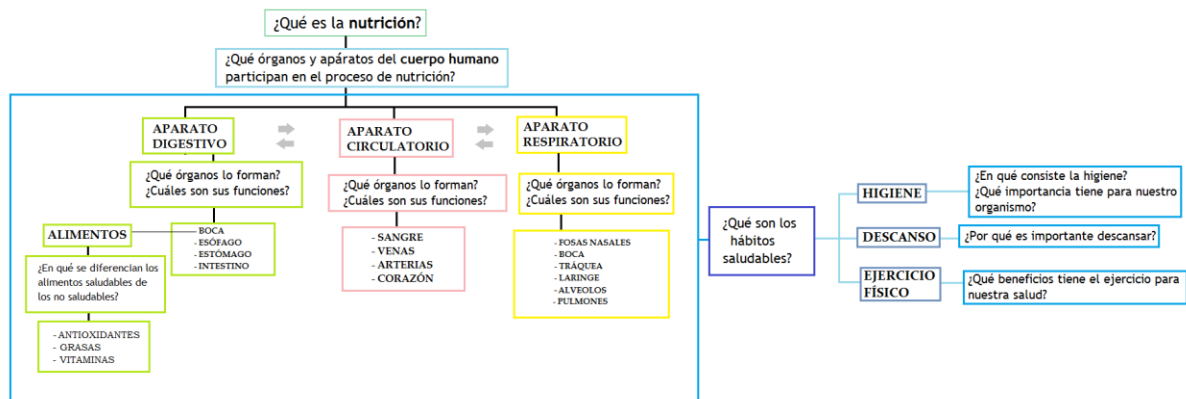 ¿Qué es la nutrición?
¿Qué órganos y apáratos del cuerpo humano
participan en el proceso de nutrición?
APARATO
DIGESTIVO
¿Qué órganos lo forman?
¿Cuáles son sus funciones?
- BOCA
- ESÓFAGO
- ESTÓMAGO
- INTESTINO
ALIMENTOS
¿En qué se diferencian los
alimentos saludables de
los no saludables?
- ANTIOXIDANTES
- GRASAS
- VITAMINAS
APARATO
CIRCULATORIO
¿Qué órganos lo forman?
¿Cuáles son sus funciones?
- SANGRE
- VENAS
- ARTERIAS
- CORAZÓN
APARATO
RESPIRATORIO
¿Qué órganos lo forman?
¿Cuáles son sus funciones?
- FOSAS NASALES
- BOCA
- TRÁQUEA
- LARINGE
- ALVEOLOS
- PULMONES
¿Qué son los
hábitos
saludables?
HIGIENE
¿En qué consiste la higiene?
¿Qué importancia tiene para nuestro
organismo?
DESCANSO
¿Por qué es importante descansar?
EJERCICIO
FÍSICO
¿Qué beneficios tiene el ejercicio para
nuestra salud?